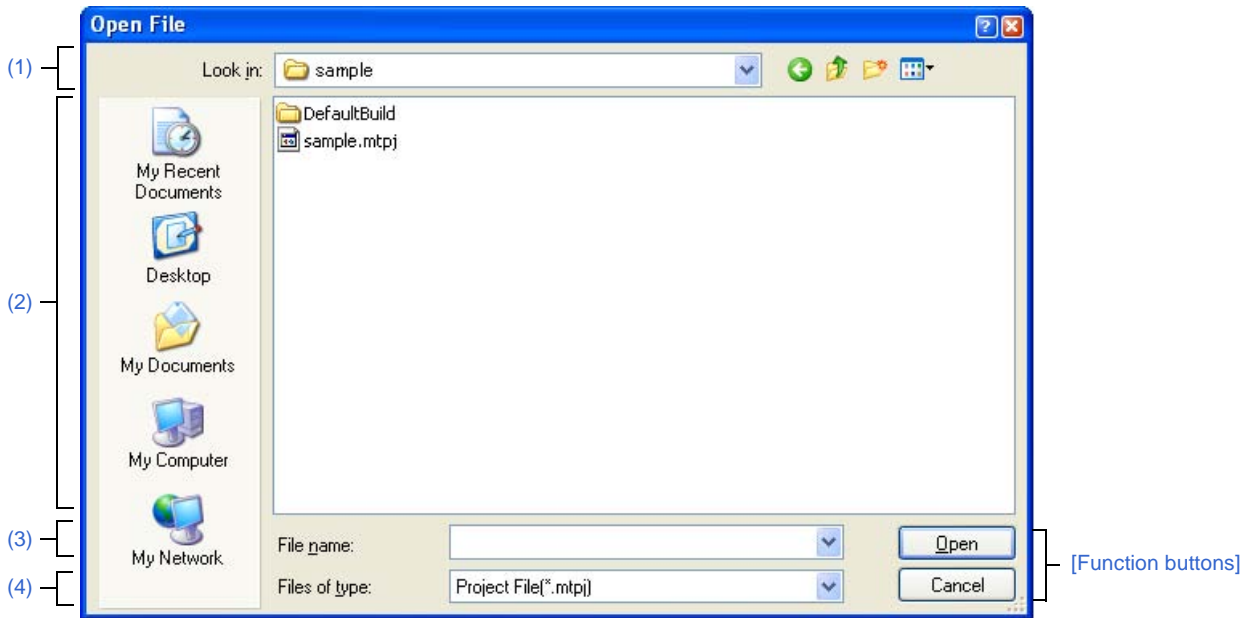 Open File
(1)
Look in:
sample
(2)
My Recent
Documents
Desktop
My Documents
My Computer
My Network
DefaultBuild
sample.mtpj
(3)
File name:
Open
[Function buttons]
(4)
Files of type:
Project File(*.mtpj)
Cancel